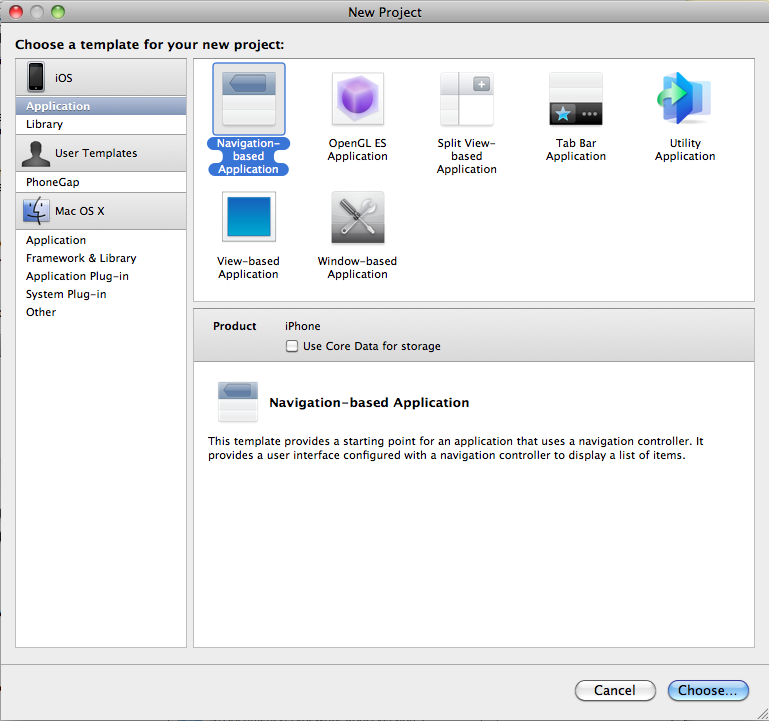 New Project
Choose a template for your new project:
iOS
Application
Library
User Templates
PhoneGap
Mac OS X
Application
Framework & Library
Application Plug-in
System Plug-in
Other
Navigation-
based
Application
OpenGL ES
Application
Split View-
based
Application
Tab Bar
Application
Utility
Application
View-based
Application
Window-based
Application
Product iPhone
Use Core Data for storage
Navigation-based Application
This template provides a starting point for an application that uses a navigation controller. It
provides a user interface configured with a navigation controller to display a list of items.
Cancel Choose...